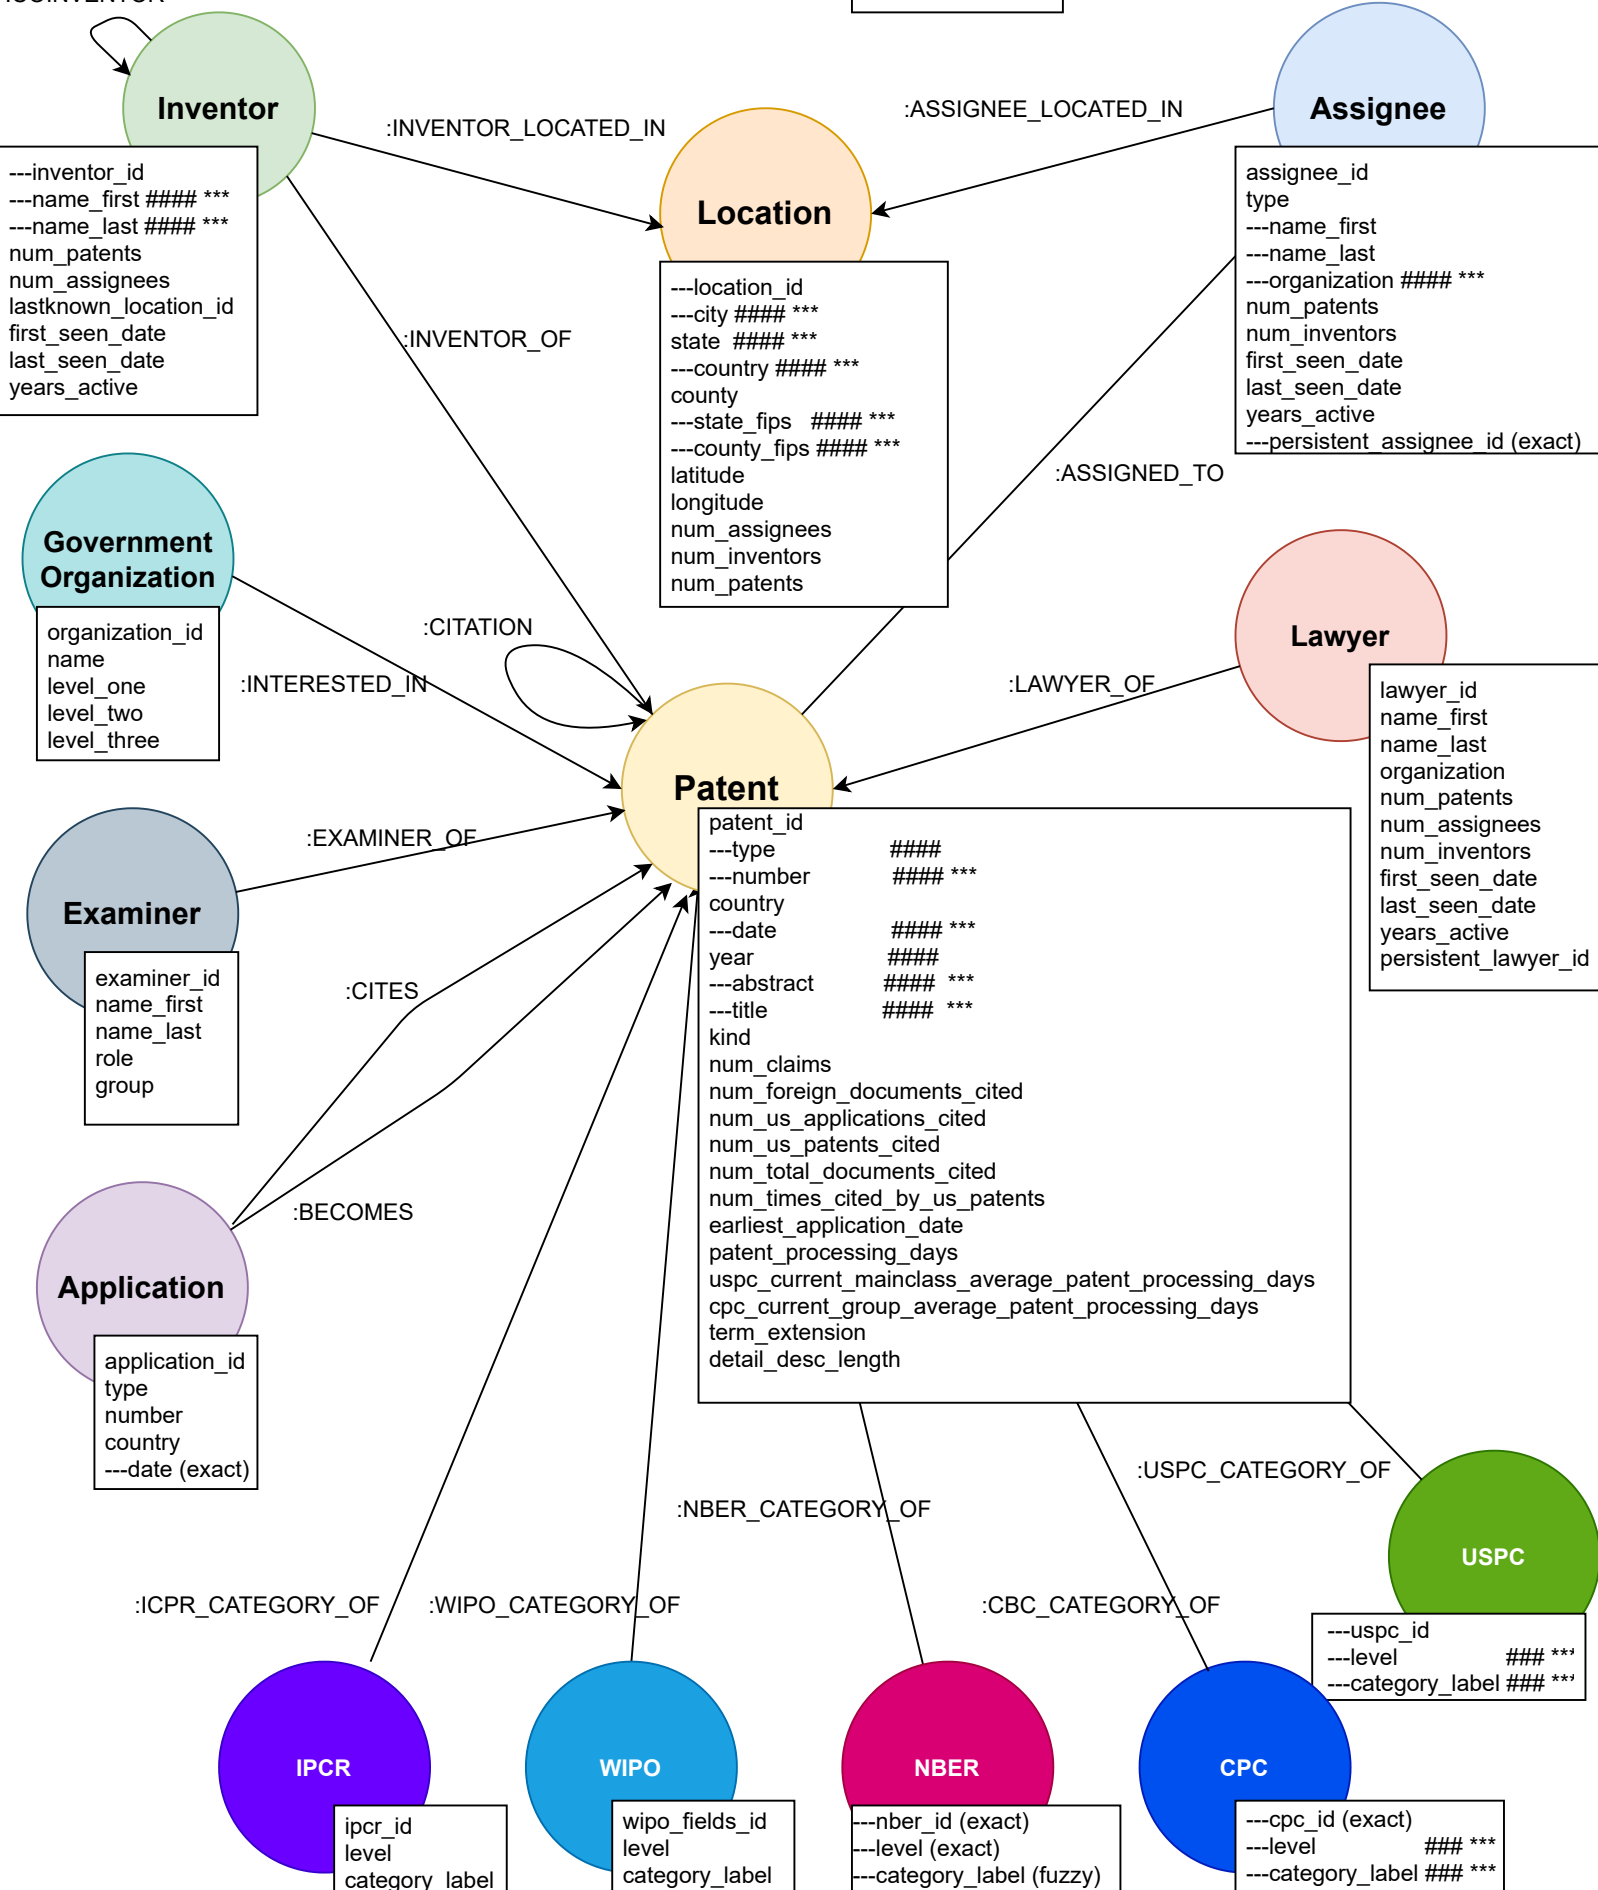 Inventor
---inventor_id
---name_first #### ***
---name_last #### ***
num_patents
num_assignees
lastknown_location_id
first_seen_date
last_seen_date
years_active
:INVENTOR_LOCATED_IN
:ASSIGNEE_LOCATED_IN
Location
---location_id
---city #### ***
state #### ***
---country #### ***
county
---state_fips #### ***
---county_fips #### ***
latitude
longitude
num_assignees
num_inventors
num_patents
Assignee
assignee_id
type
---name_first
---name_last
---organization #### ***
num_patents
num_inventors
first_seen_date
last_seen_date
years_active
---persistent_assignee_id (exact)
:INVENTOR_OF
:ASSIGNED_TO
Government
Organization
organization_id
name
level_one
level_two
level_three
:CITATION
:INTERESTED_IN
:LAWYER_OF
Lawyer
lawyer_id
name_first
name_last
organization
num_patents
num_assignees
num_inventors
first_seen_date
last_seen_date
years_active
persistent_lawyer_id
Patent
patent_id
---type ####
---number #### ***
country
---date #### ***
year ####
---abstract #### ***
---title #### ***
kind
num_claims
num_foreign_documents_cited
num_us_applications_cited
num_us_patents_cited
num_total_documents_cited
num_times_cited_by_us_patents
earliest_application_date
patent_processing_days
uspc_current_mainclass_average_patent_processing_days
cpc_current_group_average_patent_processing_days
term_extension
detail_desc_length
:EXAMINER_OF
Examiner
examiner_id
name_first
name_last
role
group
:CITES
:BECOMES
Application
application_id
type
number
country
---date (exact)
:USPC_CATEGORY_OF
:NBER_CATEGORY_OF
:ICPR_CATEGORY_OF
:WIPO_CATEGORY_OF
:CBC_CATEGORY_OF
USPC
---uspc_id
---level ### ***
---category_label ### ***
IPCR
ipcr_id
level
category_label
WIPO
wipo_fields_id
level
category_label
NBER
---nber_id (exact)
---level (exact)
---category_label (fuzzy)
CPC
---cpc_id (exact)
---level ### ***
---category_label ### ***